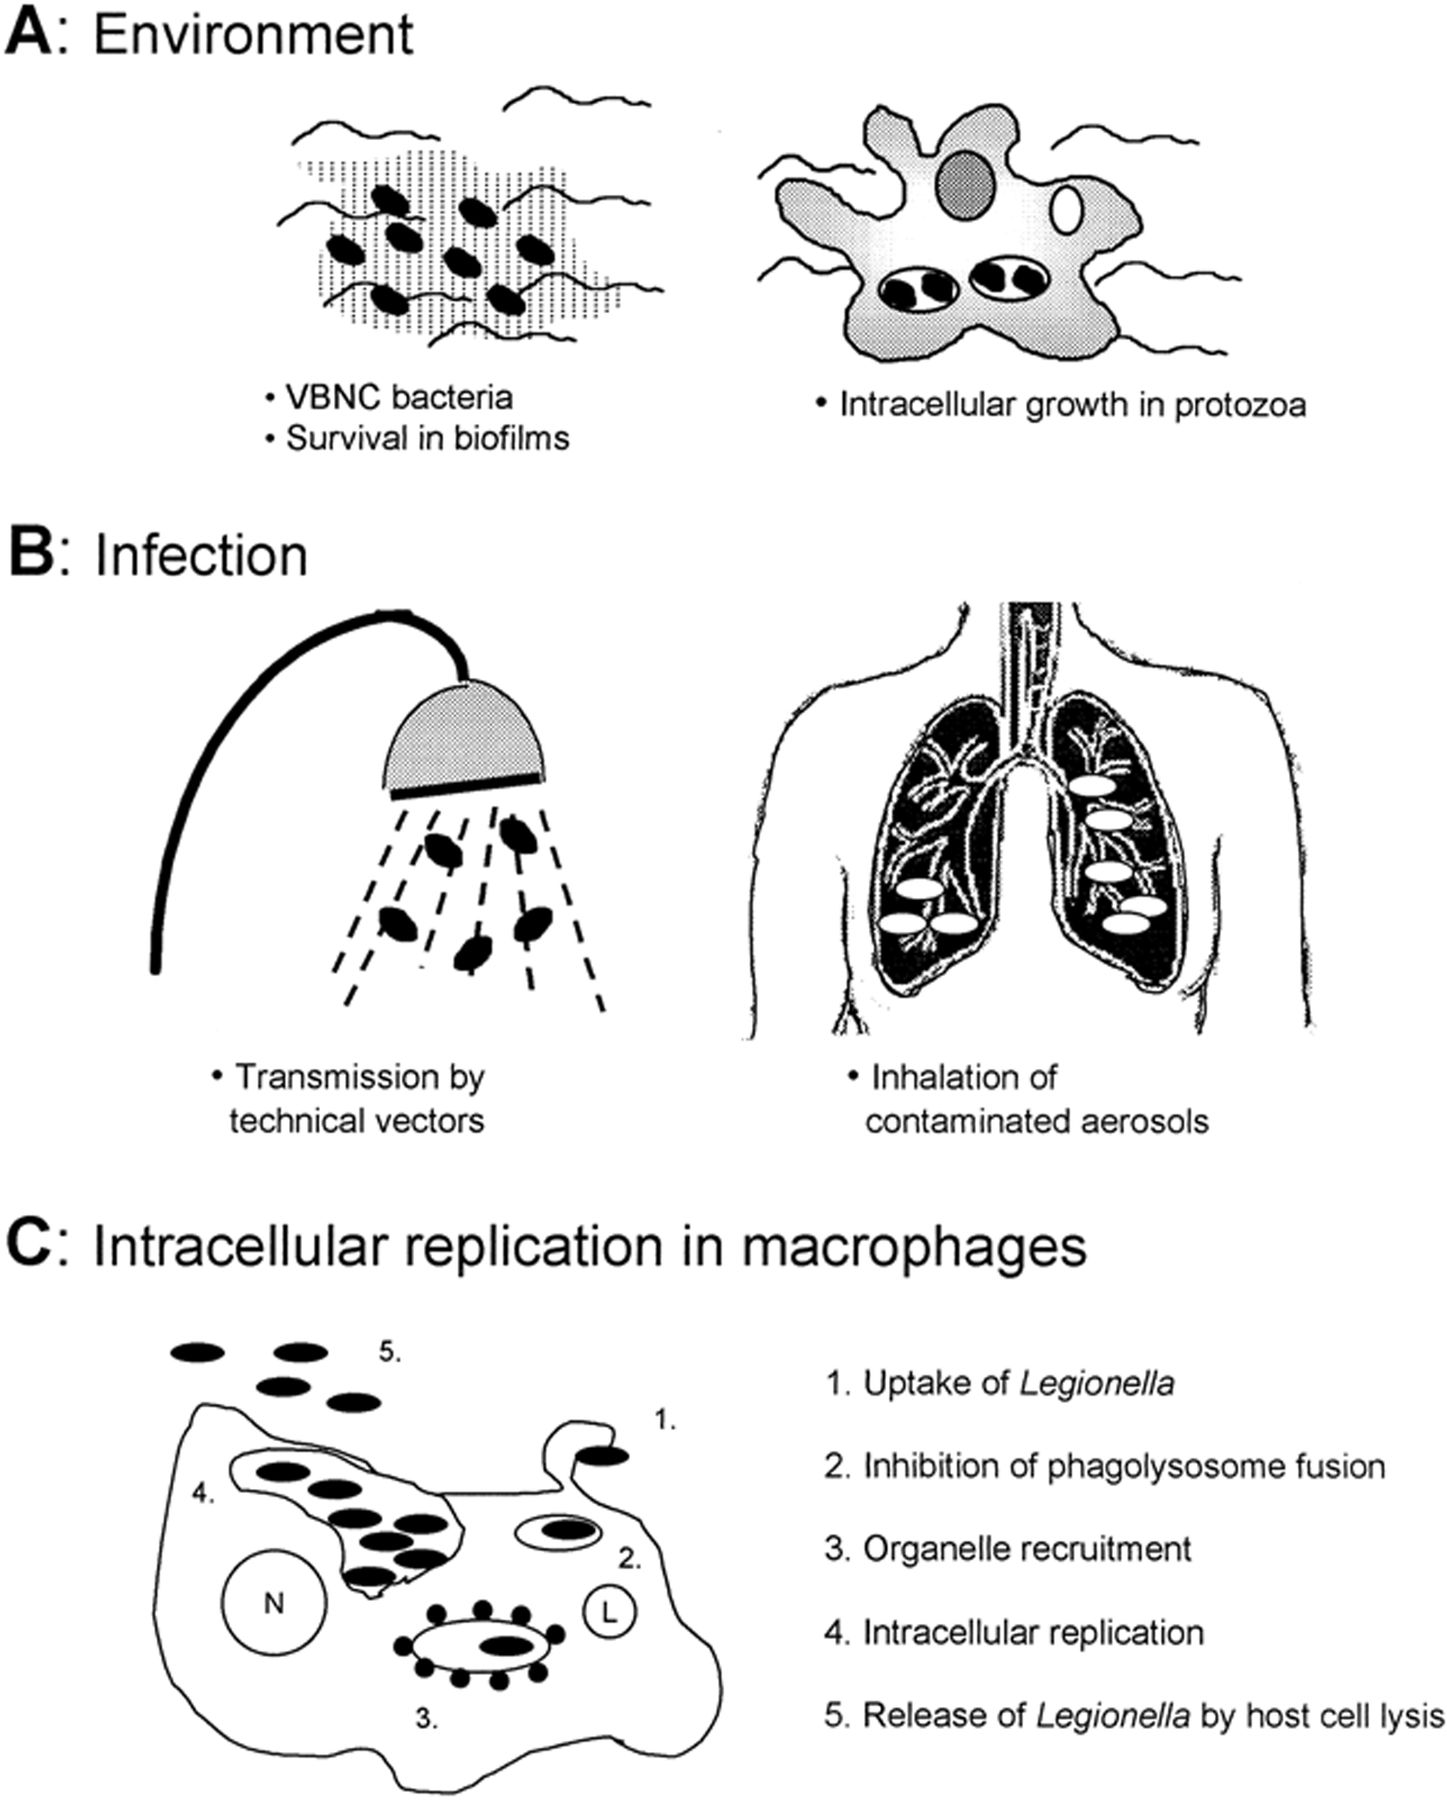 A: Environment
• VBNC bacteria
• Survival in biofilms
• Intracellular growth in protozoa
B: Infection
• Transmission by
technical vectors
• Inhalation of
contaminated aerosols
C: Intracellular replication in macrophages
5.
1.
4.
2.
N
L
3.
1. Uptake of Legionella
2. Inhibition of phagolysosome fusion
3. Organelle recruitment
4. Intracellular replication
5. Release of Legionella by host cell lysis